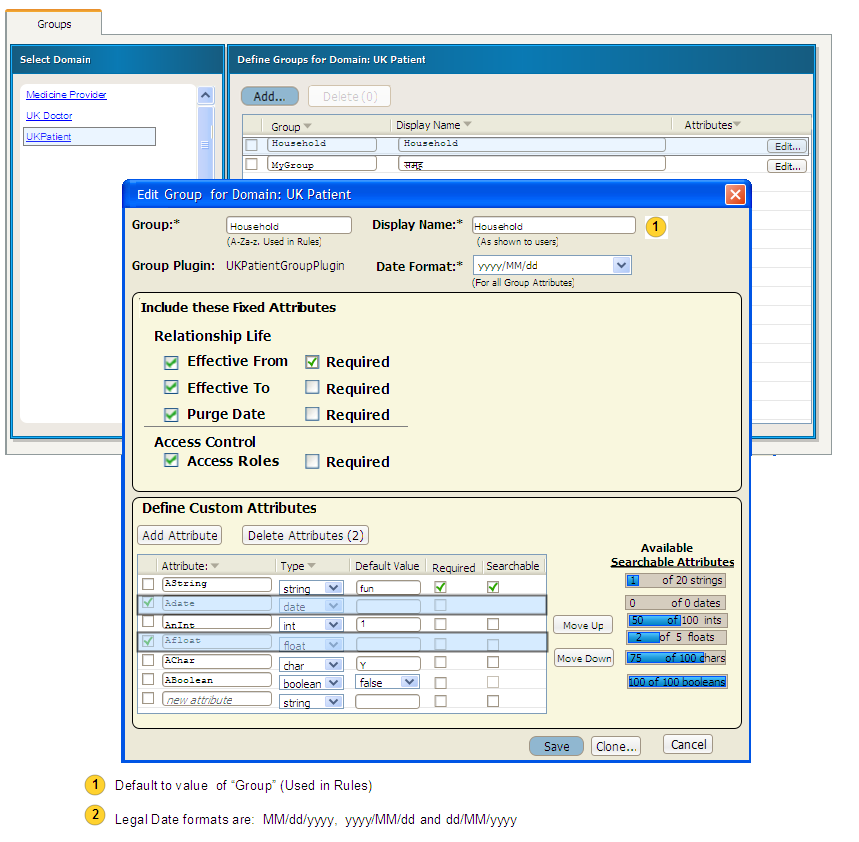 Groups
Select Domain
Define Groups for Domain: UK Patient
Medicine Provider
UK Doctor
UKPatient
Add...
Delete (0)
Group
Display Name
Attributes
Household
Household
Edit...
MyGroup
समूह
Edit...
Edit Group for Domain: UK Patient
Group:*
Household
Display Name:*
Household
1
(A-Za-z. Used in Rules)
(As shown to users)
Group Plugin:
UKPatientGroupPlugin
Date Format:*
yyyy/MM/dd
(For all Group Attributes)
Include these Fixed Attributes
Relationship Life
Effective From
Required
Effective To
Required
Purge Date
Required
Access Control
Access Roles
Required
Define Custom Attributes
Add Attribute
Delete Attributes (2)
Attribute:
Type
Default Value
Required
Searchable
AString
string
fun
Adate
date
AnInt
int
1
Afloat
float
AChar
char
Y
ABoolean
boolean
false
new attribute
string
Move Up
Move Down
Available
Searchable Attributes
1 of 20 strings
0 of 0 dates
50 of 100 ints
2 of 5 floats
75 of 100 chars
100 of 100 booleans
Save
Clone...
Cancel
1 Default to value of “Group” (Used in Rules)
2 Legal Date formats are: MM/dd/yyyy, yyyy/MM/dd and dd/MM/yyyy